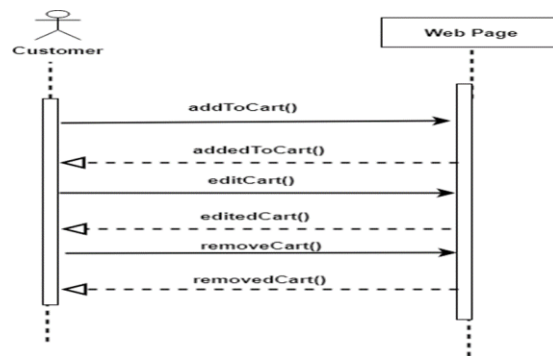 Customer
Web Page
addToCart()
addedToCart()
editCart()
editedCart()
removeCart()
removedCart()